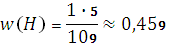 w(H) = (1 · 5)/(109) ≈ 0,459